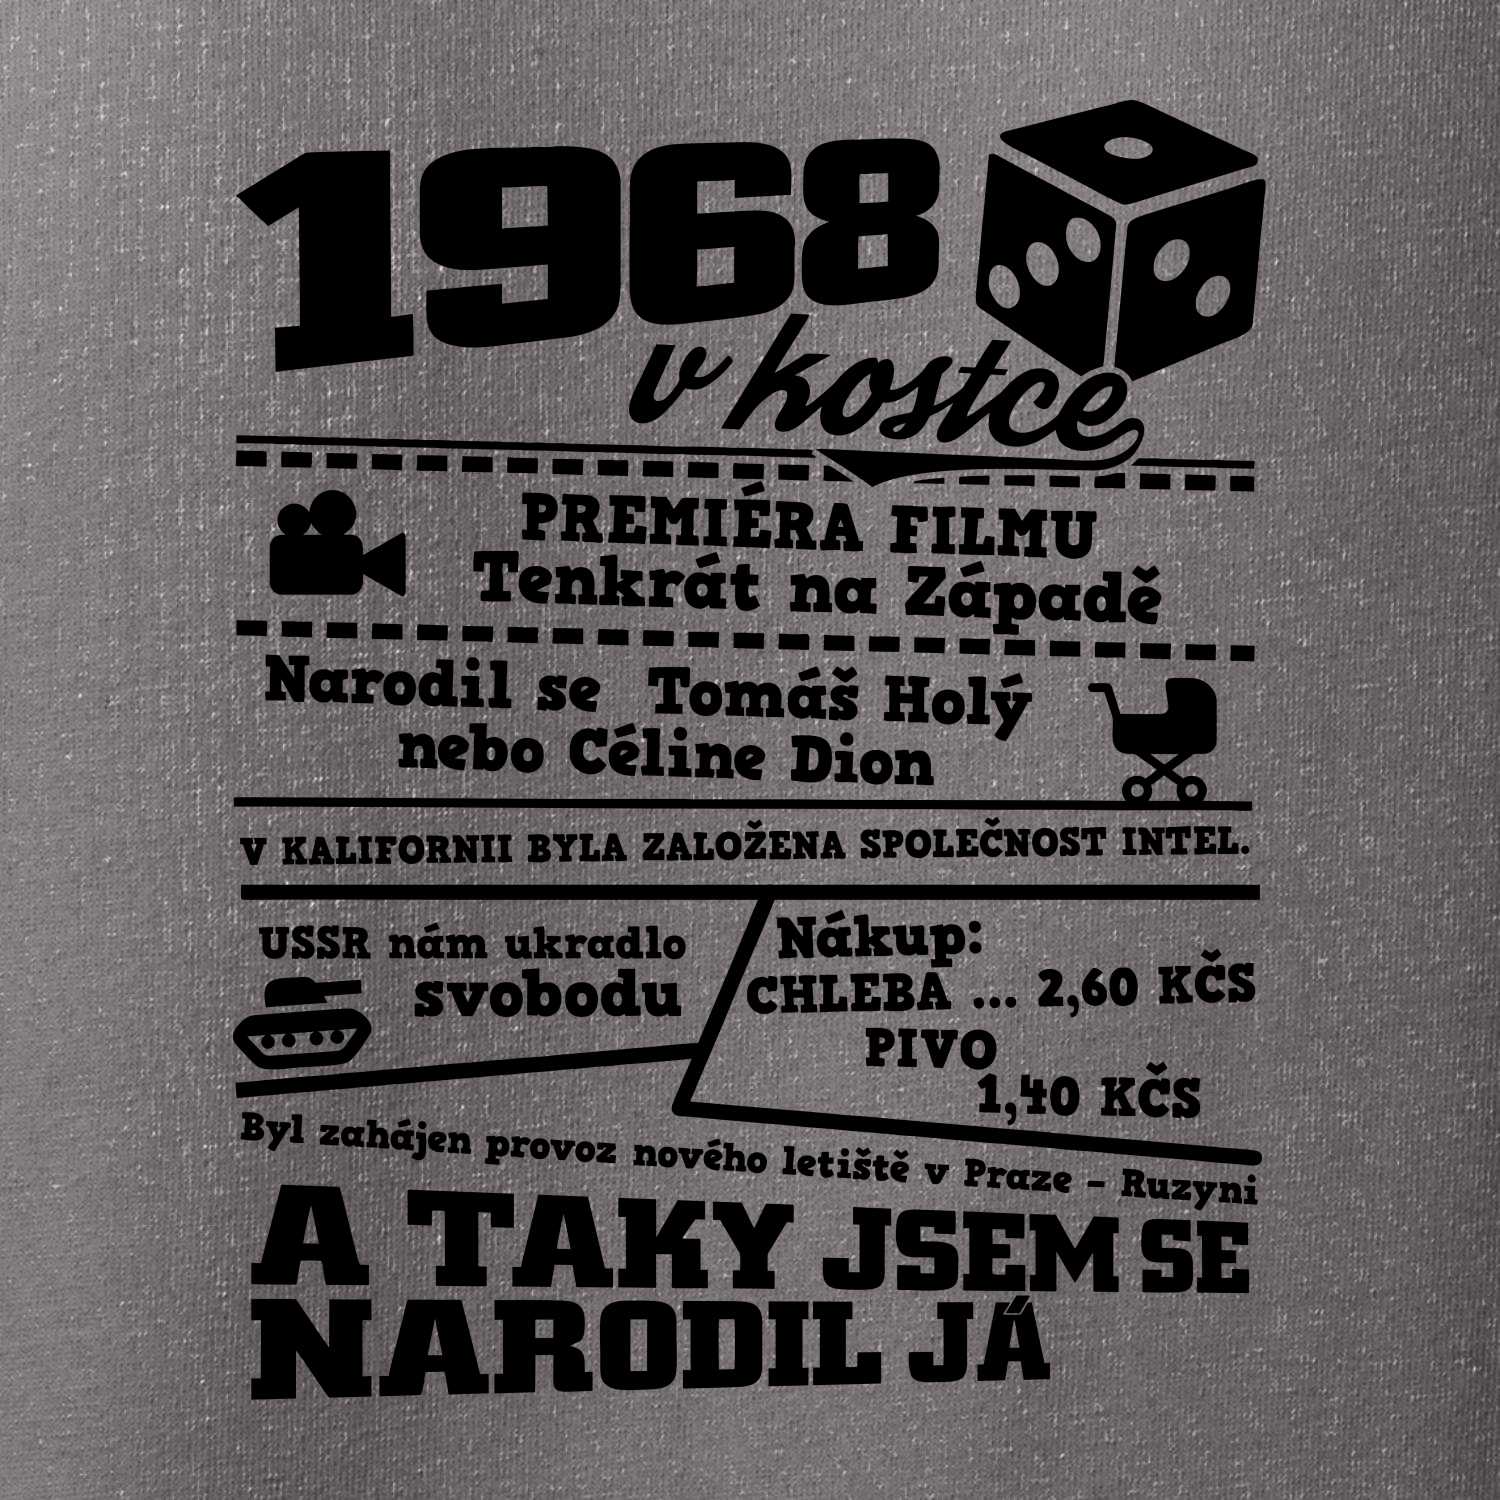 1968
v kostce
PREMIÉRA FILMU
Tenkrát na Západě
Narodil se Tomáš Holý
nebo Céline Dion
V KALIFORNII BYLA ZALOŽENA SPOLEČNOST INTEL.
USSR nám ukradlo
svobodu
Nákup:
CHLEBA ... 2,60 KČS
PIVO
1,40 KČS
Byl zahájen provoz nového letiště v Praze – Ruzyni
A TAKY JSEM SE
NARODIL JÁ